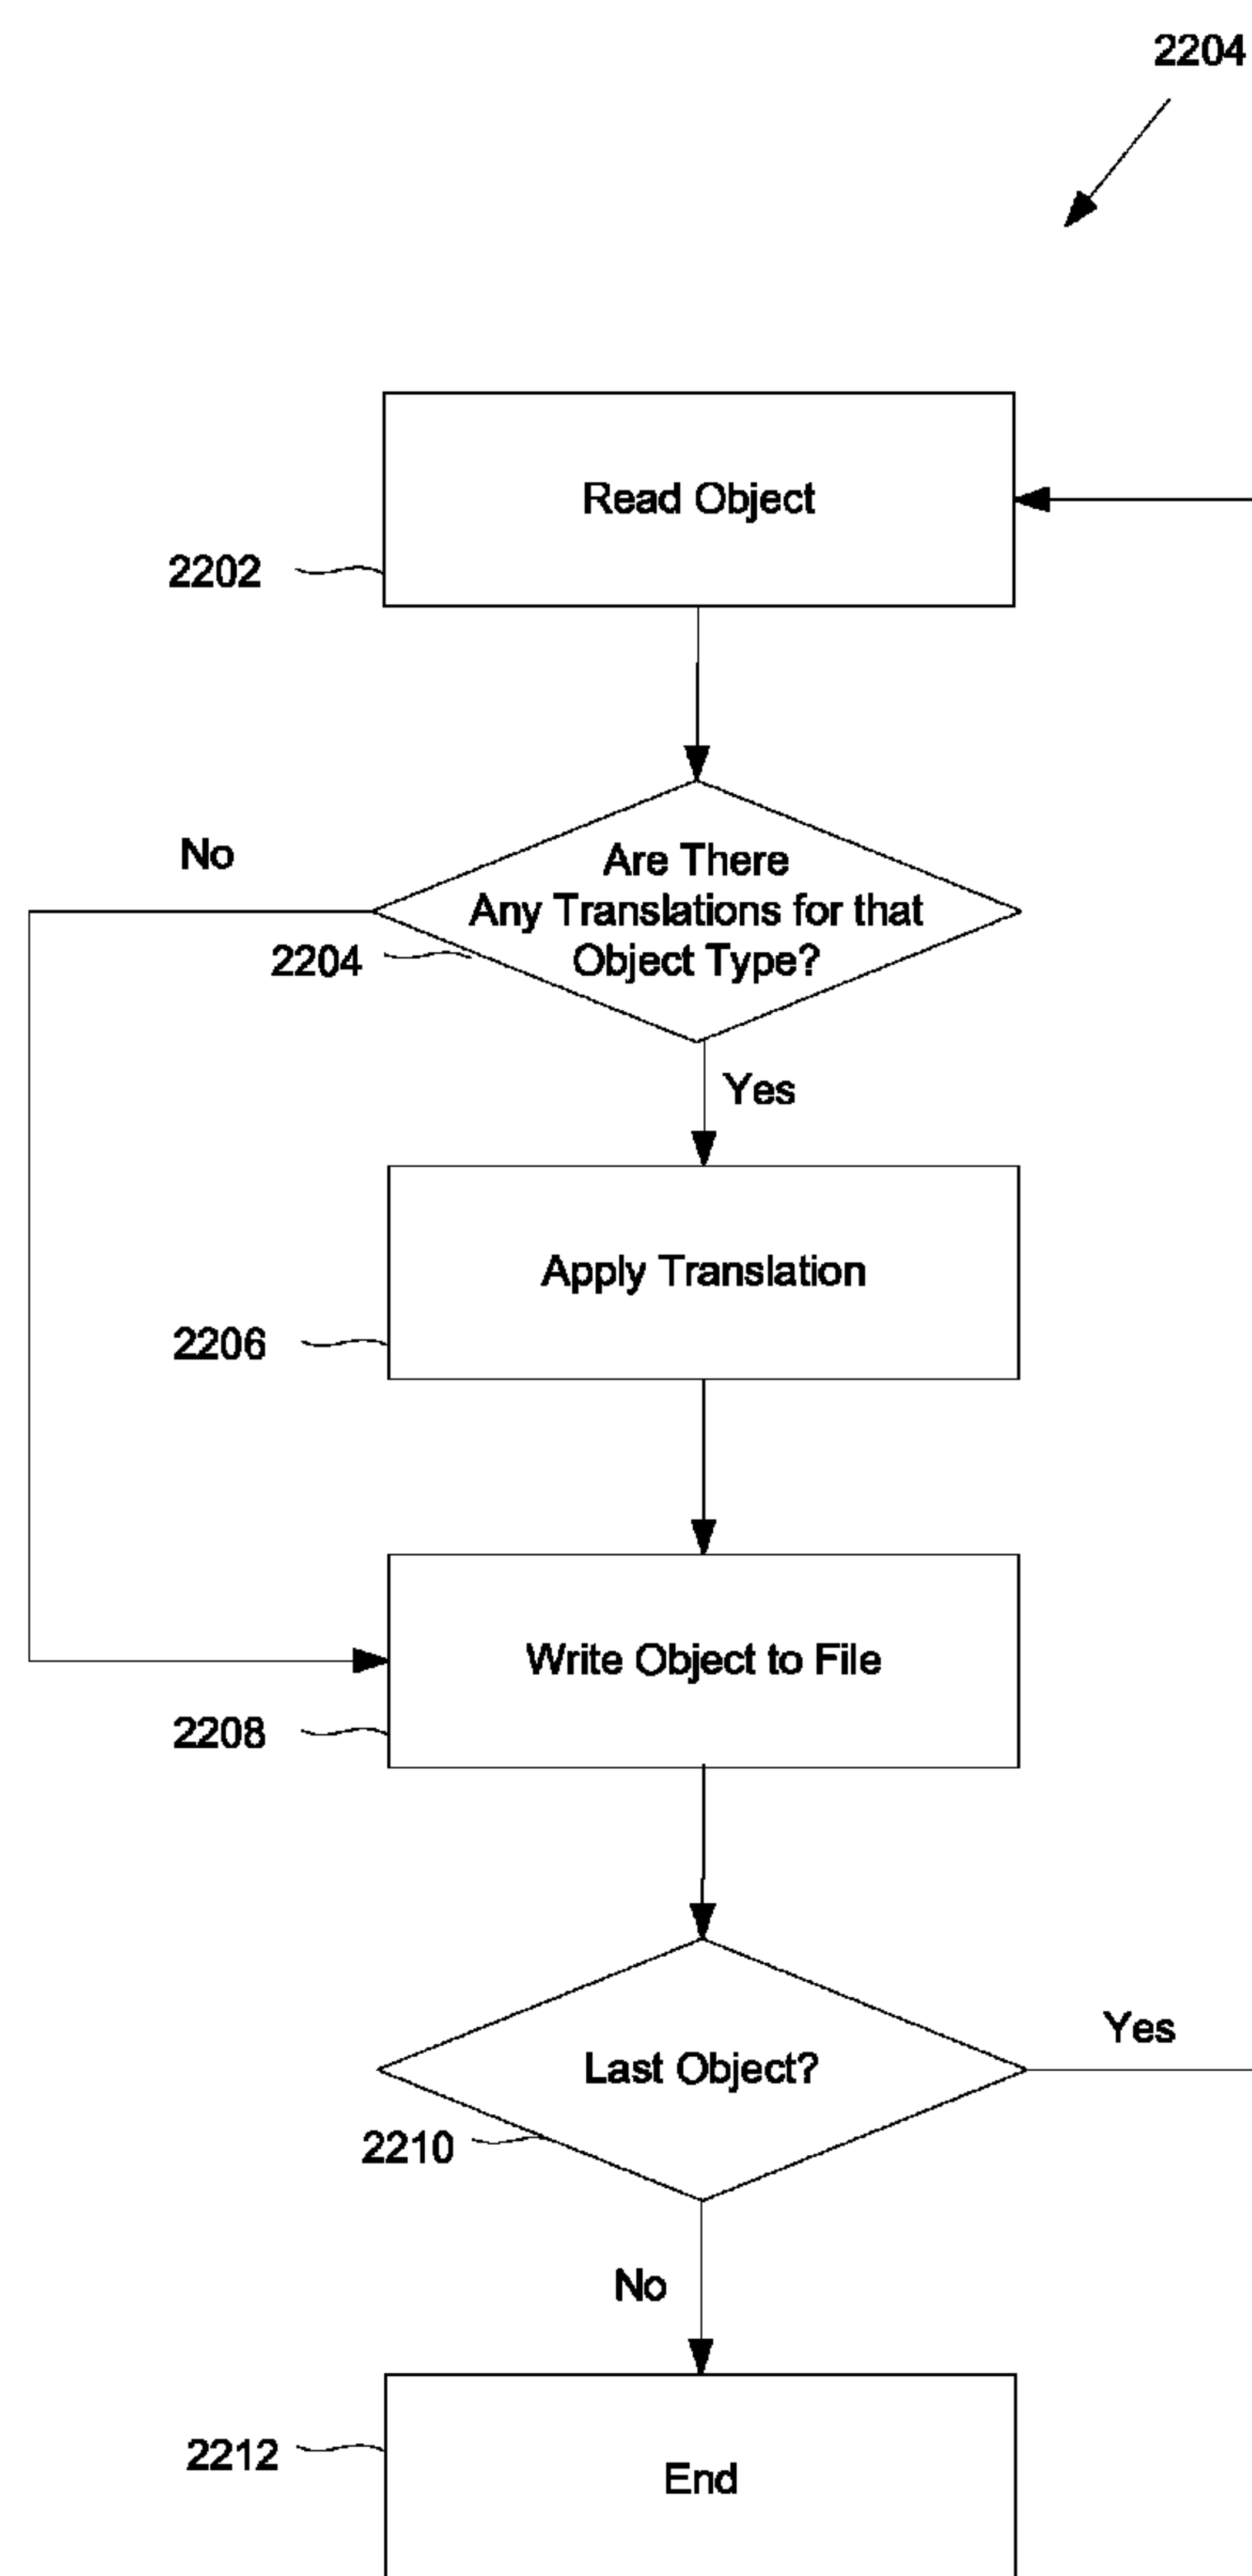 2204
Read Object
2202
No
Are There
Any Translations for that
Object Type?
2204
Yes
Apply Translation
2206
Write Object to File
2208
Yes
Last Object?
2210
No
2212
End